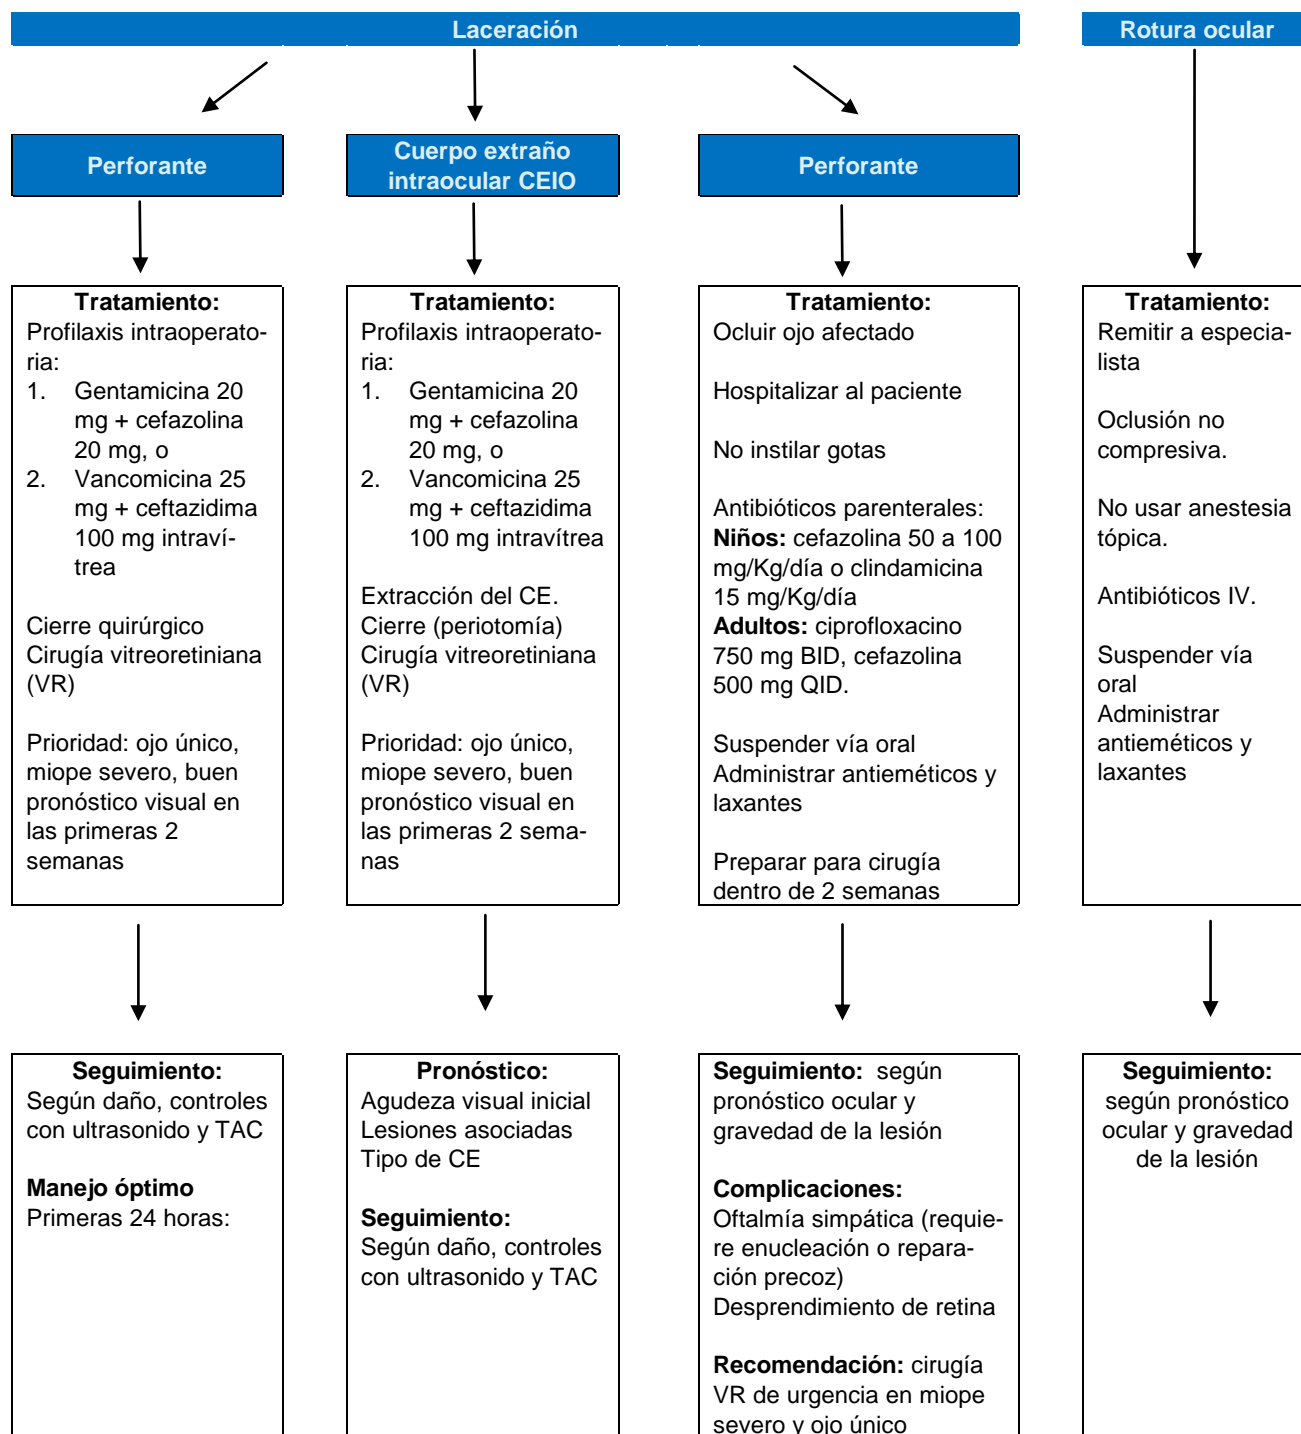 Laceración
Rotura ocular
Perforante
Cuerpo extraño
intraocular CEIO
Perforante
Tratamiento:
Profilaxis intraoperato-
ria:
1. Gentamicina 20
mg + cefazolina
20 mg, o
2. Vancomicina 25
mg + ceftazidima
100 mg intraví-
trea
Cierre quirúrgico
Cirugía vitreoretiniana
(VR)
Prioridad: ojo único,
miope severo, buen
pronóstico visual en
las primeras 2
semanas
Tratamiento:
Profilaxis intraoperato-
ria:
1. Gentamicina 20
mg + cefazolina
20 mg, o
2. Vancomicina 25
mg + ceftazidima
100 mg intravítrea
Extracción del CE.
Cierre (periotomía)
Cirugía vitreoretiniana
(VR)
Prioridad: ojo único,
miope severo, buen
pronóstico visual en
las primeras 2 sema-
nas
Tratamiento:
Ocluir ojo afectado
Hospitalizar al paciente
No instilar gotas
Antibióticos parenterales:
Niños: cefazolina 50 a 100
mg/Kg/día o clindamicina
15 mg/Kg/día
Adultos: ciprofloxacino
750 mg BID, cefazolina
500 mg QID.
Suspender vía oral
Administrar antieméticos y
laxantes
Preparar para cirugía
dentro de 2 semanas
Tratamiento:
Remitir a especia-
lista
Oclusión no
compresiva.
No usar anestesia
tópica.
Antibióticos IV.
Suspender vía
oral
Administrar
antieméticos y
laxantes
Seguimiento:
Según daño, controles
con ultrasonido y TAC
Manejo óptimo
Primeras 24 horas:
Pronóstico:
Agudeza visual inicial
Lesiones asociadas
Tipo de CE
Seguimiento:
Según daño, controles
con ultrasonido y TAC
Seguimiento: según
pronóstico ocular y
gravedad de la lesión
Complicaciones:
Oftalmía simpática (requie-
re enucleación o repara-
ción precoz)
Desprendimiento de retina
Recomendación: cirugía
VR de urgencia en miope
severo y ojo único
Seguimiento:
según pronóstico
ocular y gravedad
de la lesión